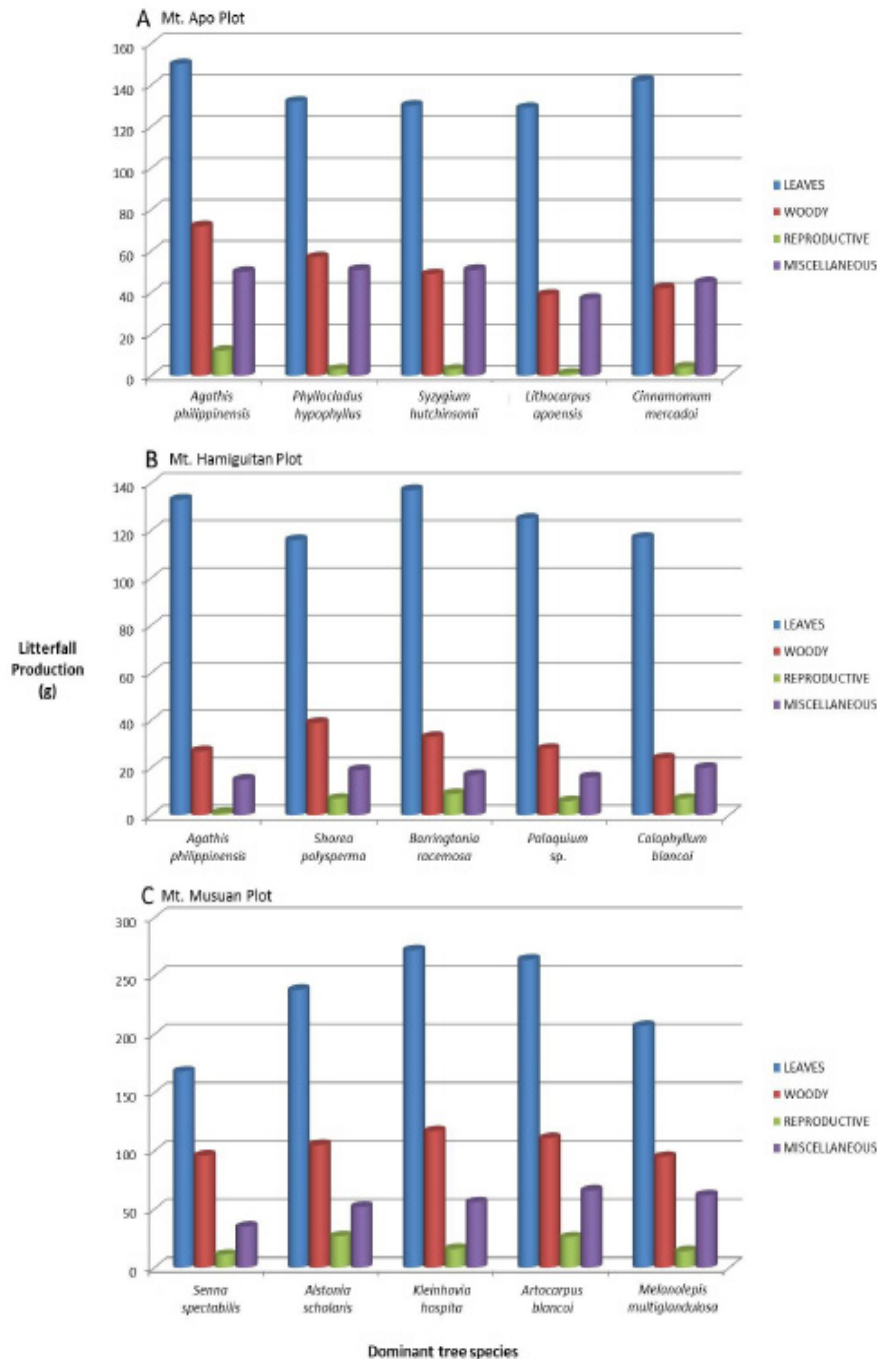 A Mt. Apo Plot
160
140
120
100
80
60
40
20
0
Agathis philippinensis
Phyllocladus hypophyllus
Syzygium hutchinsonii
Lithocarpus apoensis
Cinnamomum mercadoi
LEAVES
WOODY
REPRODUCTIVE
MISCELLANEOUS
B Mt. Hamiguitan Plot
140
120
100
80
60
40
20
0
Agathis philippinensis
Shorea polysperma
Barringtonia racemosa
Palaquium sp.
Calophyllum blancoi
LEAVES
WOODY
REPRODUCTIVE
MISCELLANEOUS
Litterfall
Production
(g)
C Mt. Musuan Plot
300
250
200
150
100
50
0
Senna spectabilis
Alstonia scholaris
Kleinhovia hospita
Artocarpus blancoi
Melanolepis multiglandulosa
LEAVES
WOODY
REPRODUCTIVE
MISCELLANEOUS
Dominant tree species